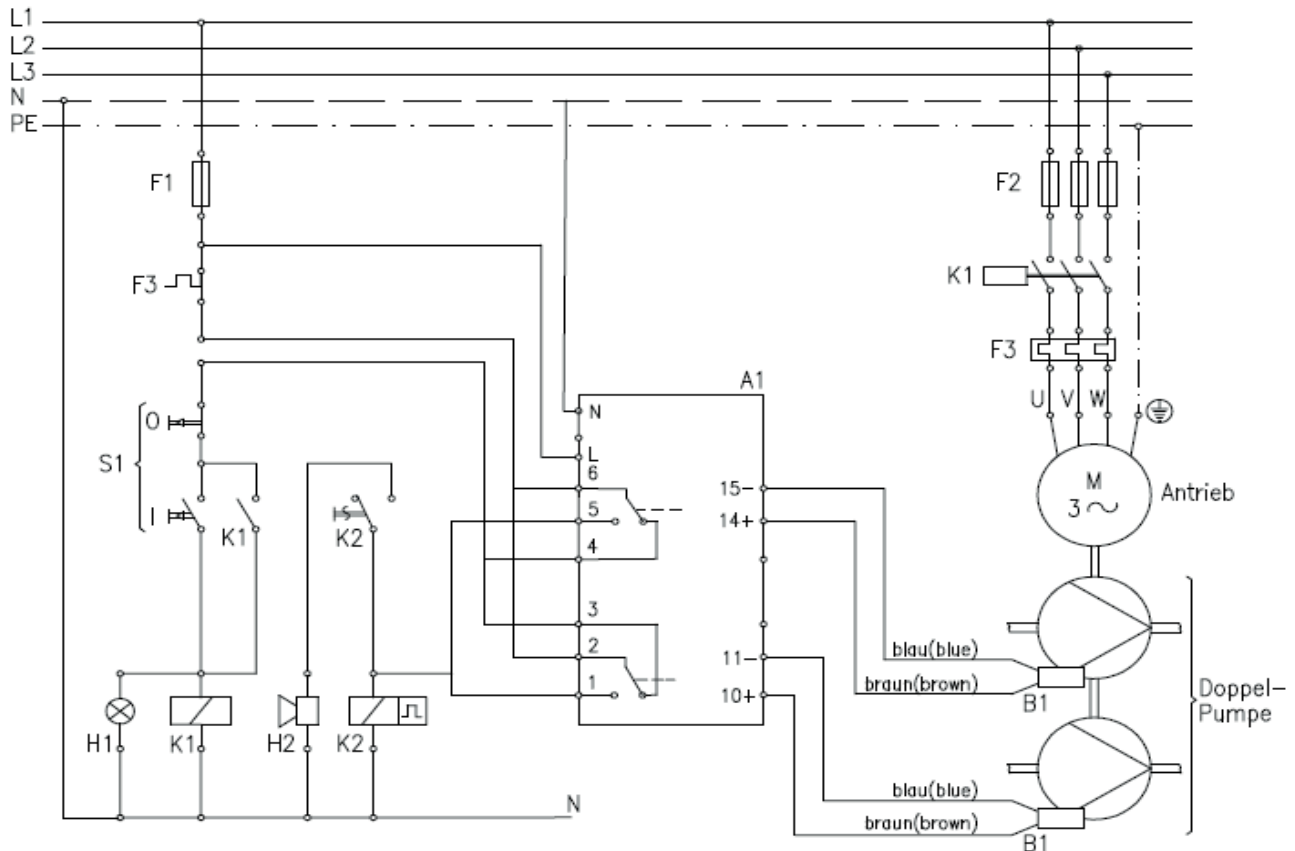 L1
L2
L3
N
PE
F1
F2
F3
K1
F3
A1
U V W
N
O
S1
L
6
M
3
Antrieb
15-
I
5
14+
K1
K2
4
3
2
11-
blau(blue)
1
10+
braun(brown)
B1
Doppel-
Pumpe
H1
K1
H2
K2
N
blau(blue)
braun(brown)
B1